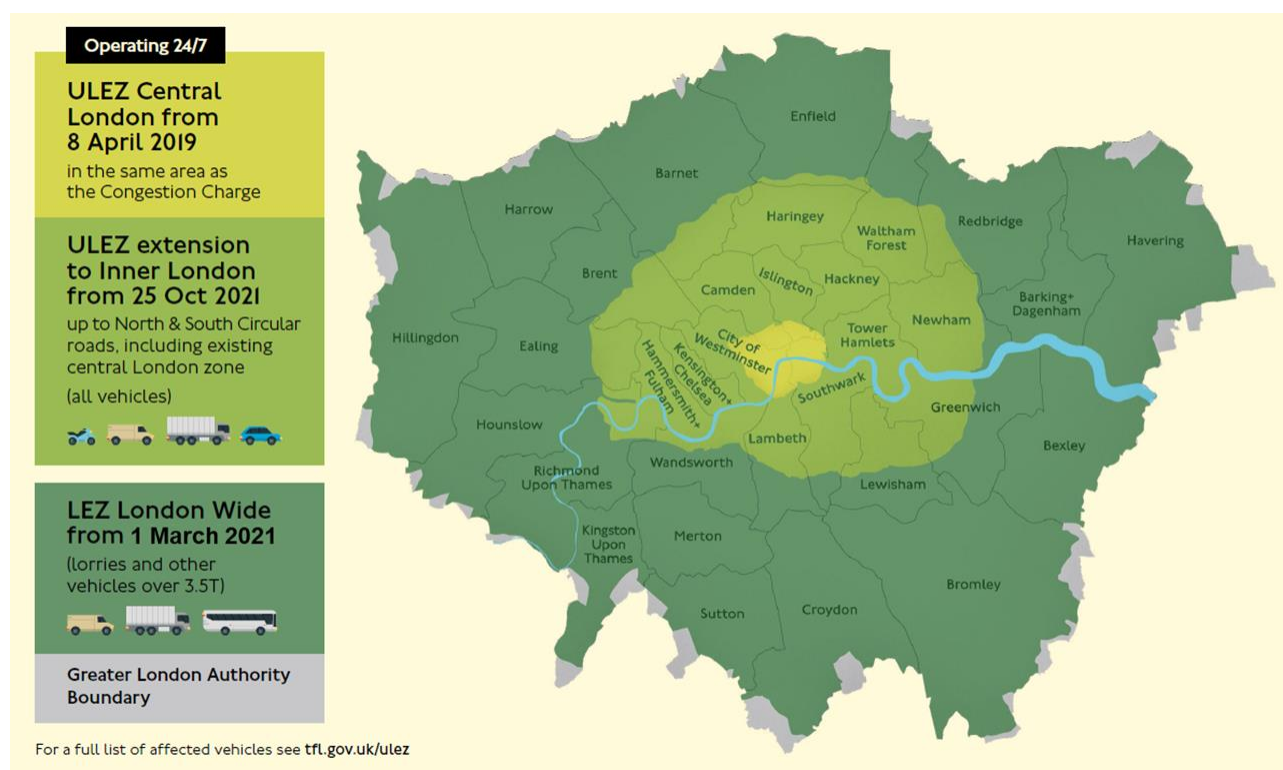 Operating 24/7
ULEZ Central
London from
8 April 2019
in the same area as
the Congestion Charge
ULEZ extension
to Inner London
from 25 Oct 2021
up to North & South Circular
roads, including existing
central London zone
(all vehicles)
LEZ London Wide
from 1 March 2021
(lorries and other
vehicles over 3.5T)
Greater London Authority
Boundary
For a full list of affected vehicles see tfl.gov.uk/ulez
Enfield
Barnet
Harrow
Haringey
Waltham
Forest
Redbridge
Havering
Brent
Islington
Hackney
Camden
Barking+
Dagenham
Hillingdon
Ealing
City of
Westminster
Tower
Hamlets
Newham
Kensington+
Chelsea
Hammersmith+
Fulham
Southwark
Greenwich
Hounslow
Lambeth
Bexley
Richmond
Upon Thames
Wandsworth
Lewisham
Kingston
Upon
Thames
Merton
Bromley
Sutton
Croydon